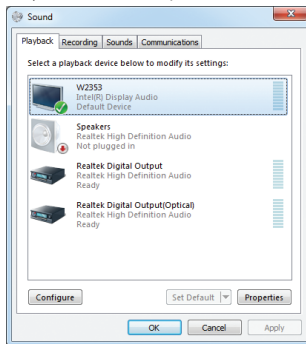 Sound
Playback Recording Sounds Communications
Select a playback device below to modify its settings:
W2353
Intel(R) Display Audio
Default Device
Speakers
Realtek High Definition Audio
Not plugged in
Realtek Digital Output
Realtek High Definition Audio
Ready
Realtek Digital Output(Optical)
Realtek High Definition Audio
Ready
Configure Set Default Properties
OK Cancel Apply